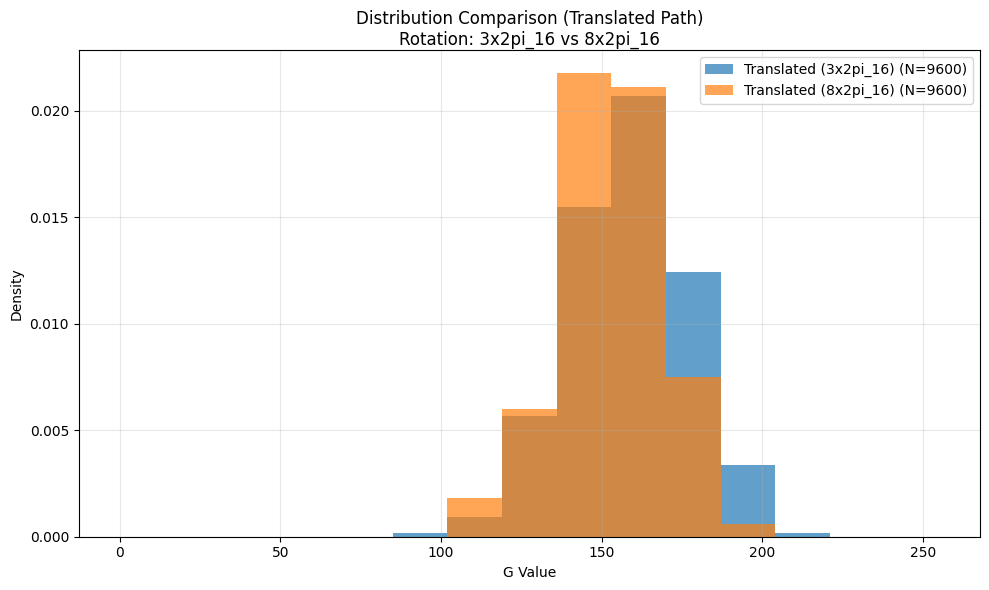 Distribution Comparison (Translated Path)
Rotation: 3x2pi_16 vs 8x2pi_16
Translated (3x2pi_16) (N=9600)
Translated (8x2pi_16) (N=9600)
0.020
0.015
0.010
0.005
0.000
Density
0 50 100 150 200 250
G Value